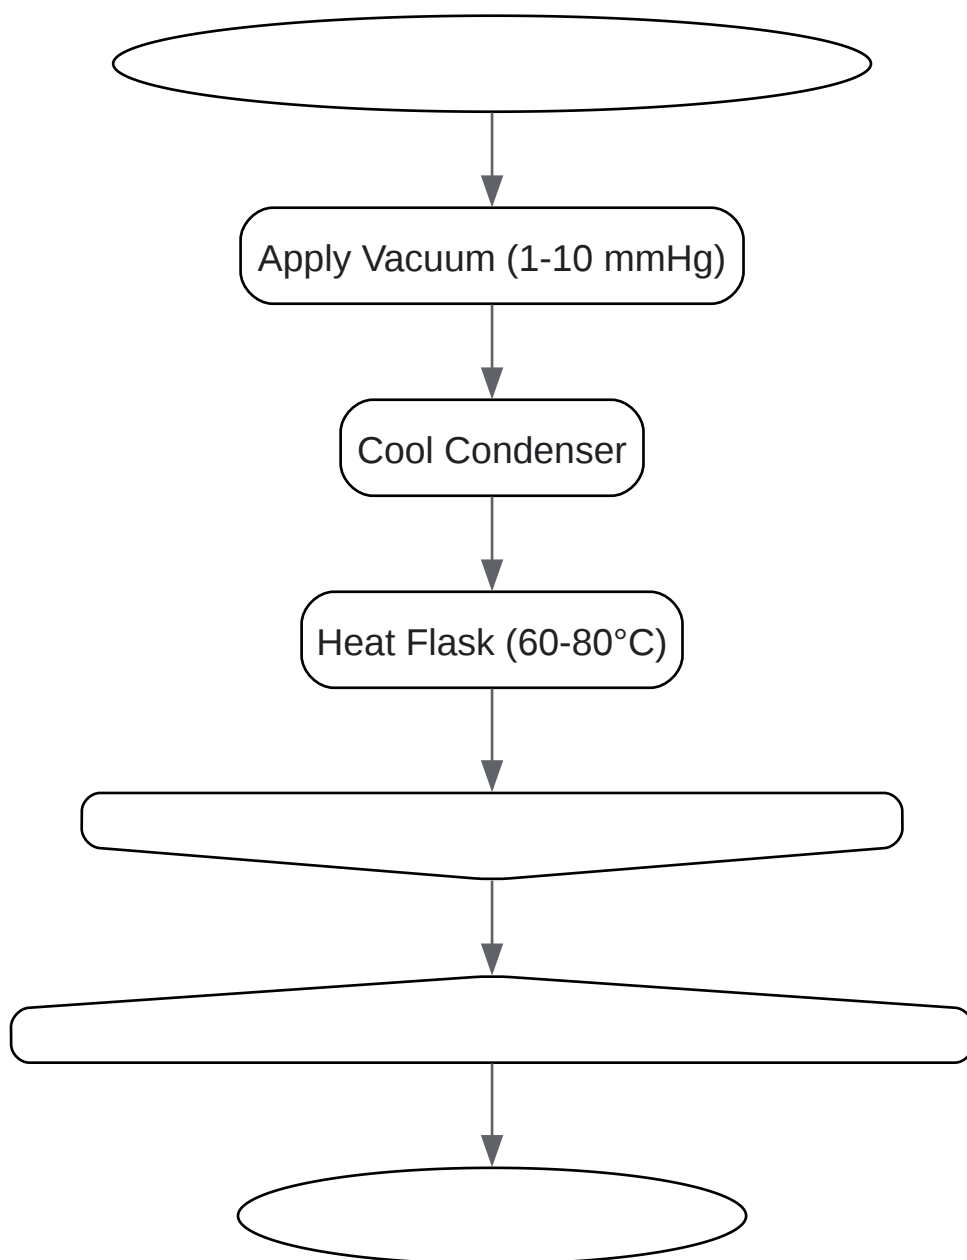 Apply Vacuum (1-10 mmHg)
Cool Condenser
Heat Flask (60-80°C)